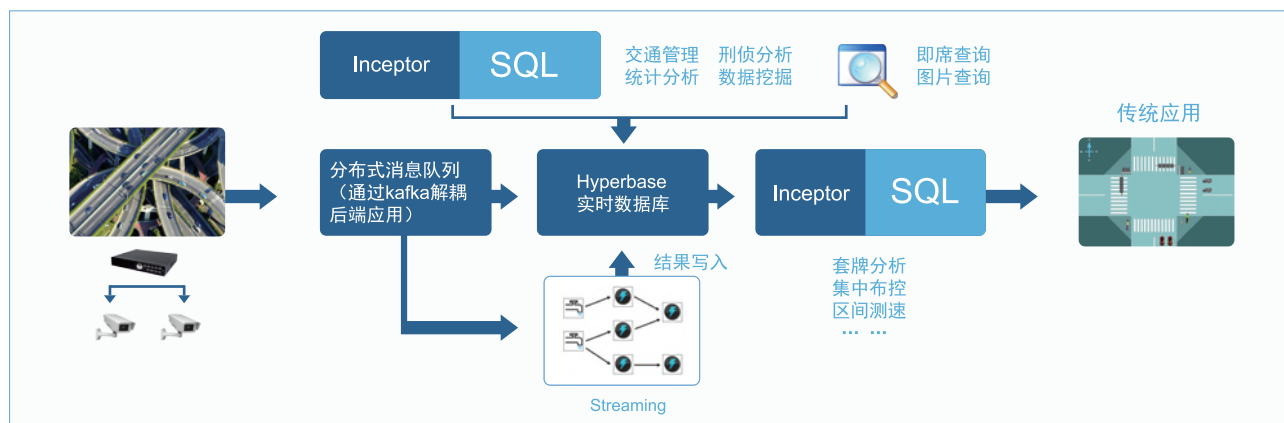 Inceptor
SQL
交通管理 刑侦分析
统计分析 数据挖掘
即席查询
图片查询
传统应用
分布式消息队列
（通过kafka解耦
后端应用）
Hyperbase
实时数据库
Inceptor
SQL
结果写入
套牌分析
集中布控
区间测速
... ...
Streaming